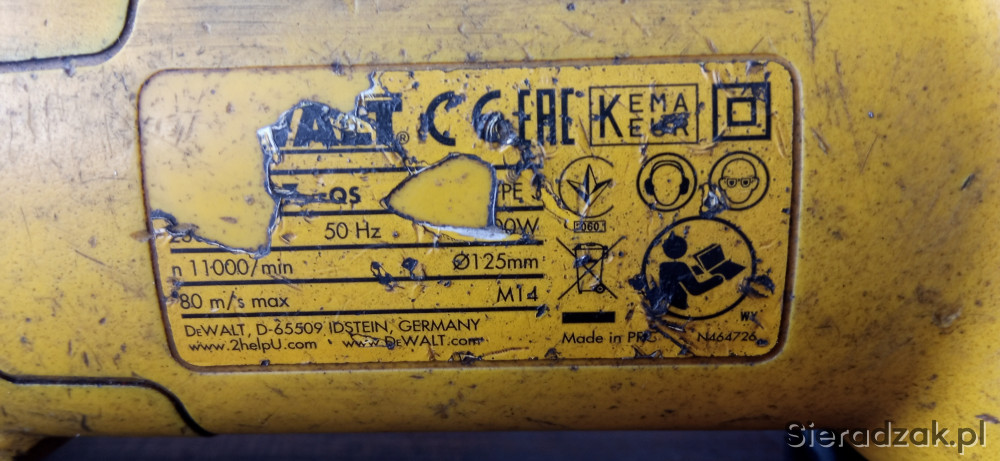 WALT® CE EAC KEMA KEUR
-QS
50 Hz
n 11000/min Ø125mm
80 m/s max M14
DEWALT, D-65509 IDSTEIN, GERMANY
www.2helpU.com www.DEWALT.com
Made in PRC N464726
WY
Sieradzak.pl